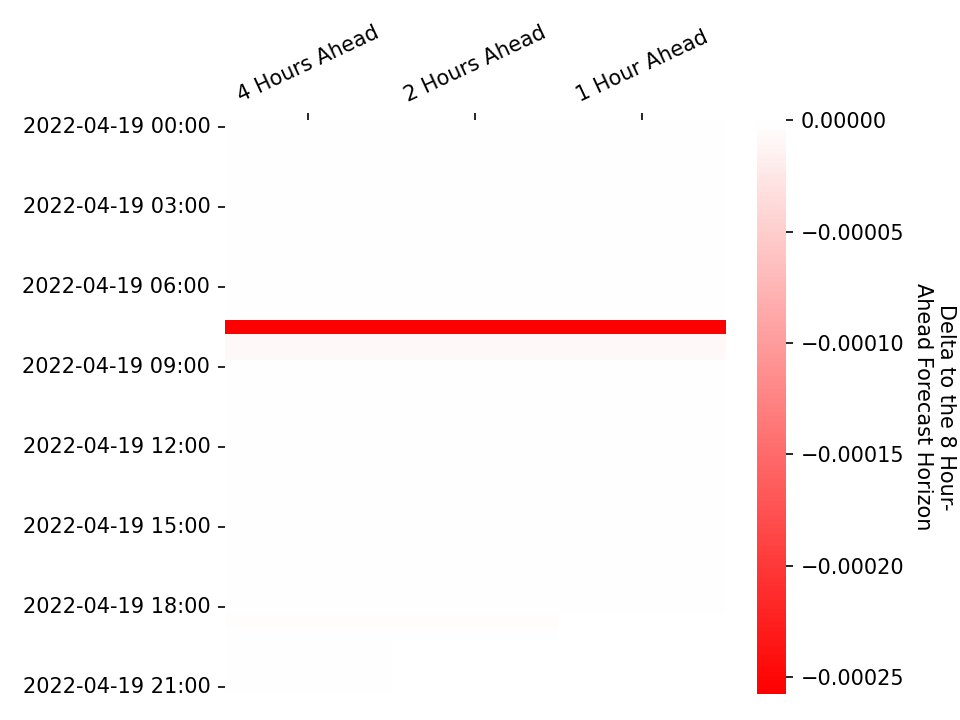 4 Hours Ahead
2 Hours Ahead
1 Hour Ahead
2022-04-19 00:00
2022-04-19 03:00
2022-04-19 06:00
2022-04-19 09:00
2022-04-19 12:00
2022-04-19 15:00
2022-04-19 18:00
2022-04-19 21:00
0.00000
−0.00005
−0.00010
−0.00015
−0.00020
−0.00025
Delta to the 8 Hour-
Ahead Forecast Horizon